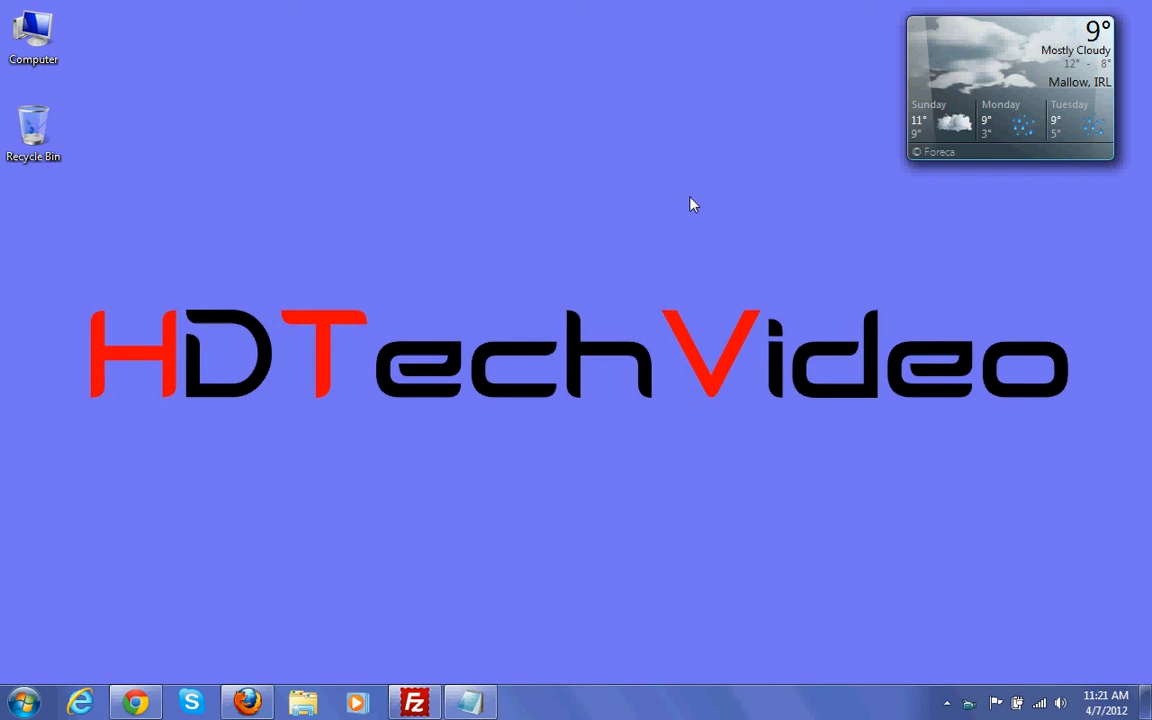 Computer
Recycle Bin
9°
Mostly Cloudy
12° - 8°
Mallow, IRL
Sunday Monday Tuesday
11° 9° 9°
9° 3° 5°
© Foreca
HDTechVideo
Fz
11:21 AM
4/7/2012